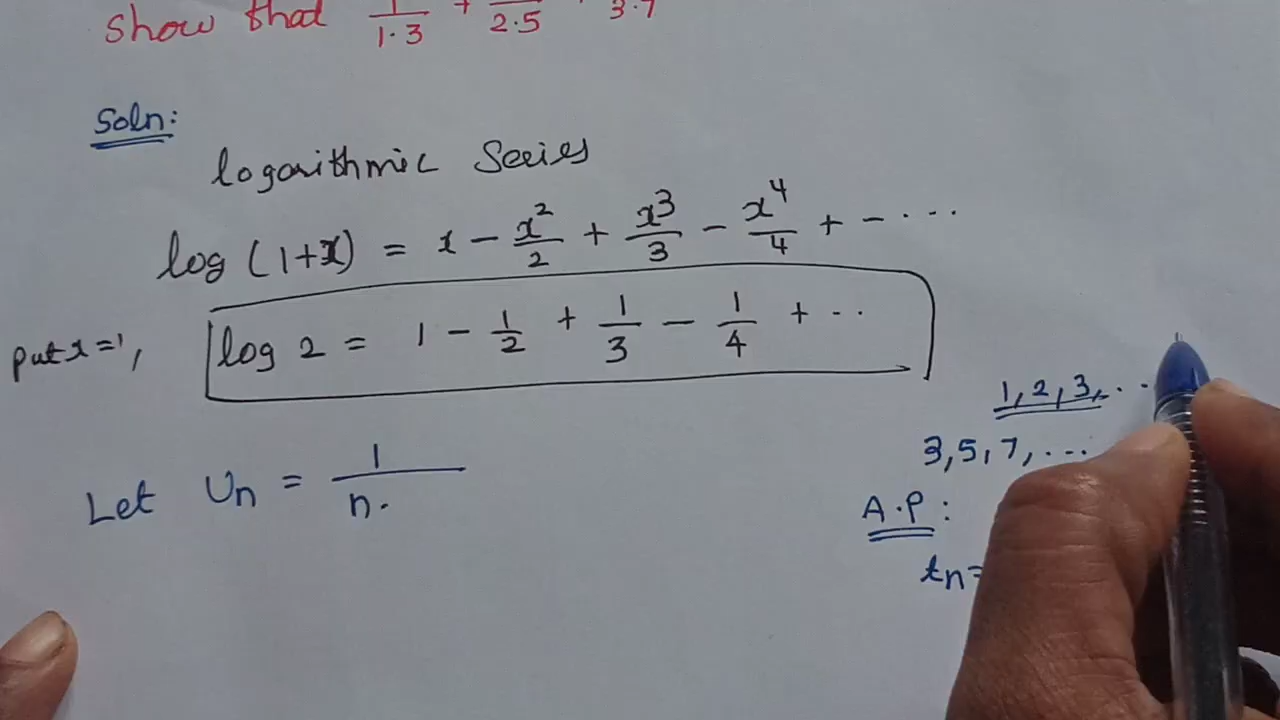 Show that 1/1·3 + 1/2·5 + 1/3·7
Soln:
logarithmic Series
log (1+x) = x - x²/2 + x³/3 - x⁴/4 + - ....
put x=1, log 2 = 1 - 1/2 + 1/3 - 1/4 + ..
1, 2, 3, ...
3, 5, 7, ....
Let Un = 1/n.
A.P:
tn=